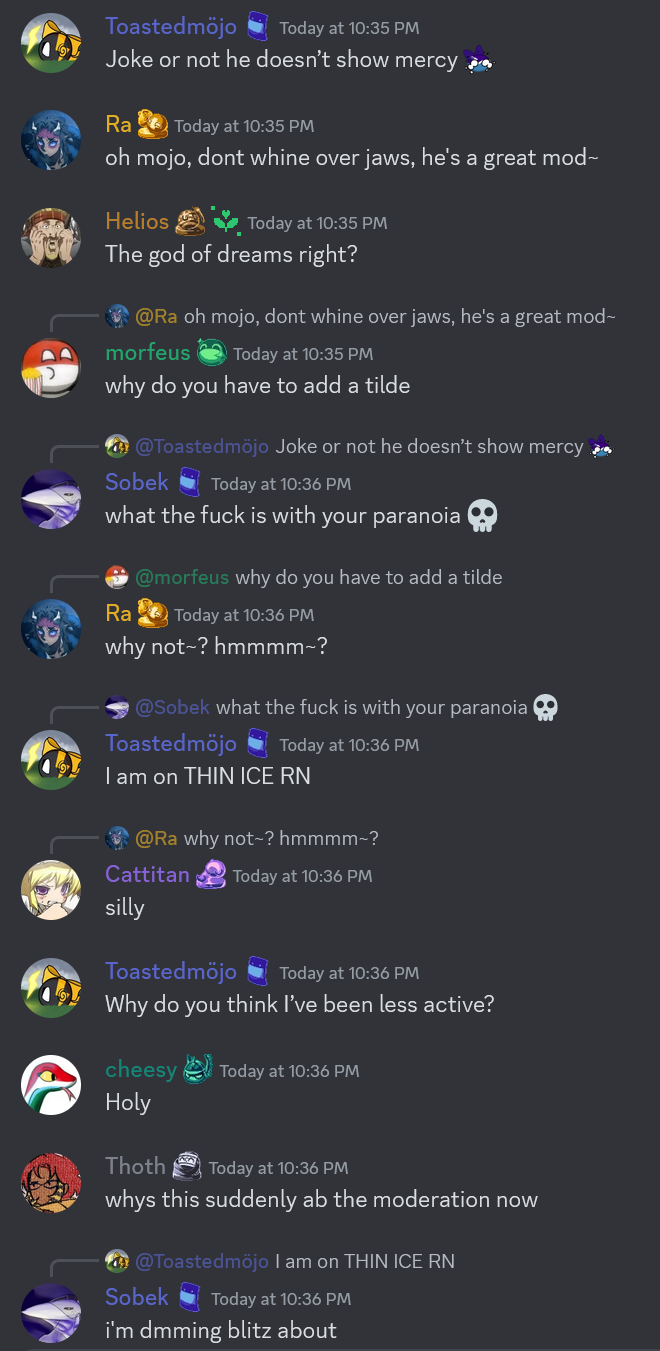 Toastedmöjo Today at 10:35 PM
Joke or not he doesn’t show mercy
Ra Today at 10:35 PM
oh mojo, dont whine over jaws, he's a great mod~
Helios Today at 10:35 PM
The god of dreams right?
@Ra oh mojo, dont whine over jaws, he's a great mod~
morfeus Today at 10:35 PM
why do you have to add a tilde
@Toastedmöjo Joke or not he doesn’t show mercy
Sobek Today at 10:36 PM
what the fuck is with your paranoia
@morfeus why do you have to add a tilde
Ra Today at 10:36 PM
why not~? hmmmm~?
@Sobek what the fuck is with your paranoia
Toastedmöjo Today at 10:36 PM
I am on THIN ICE RN
@Ra why not~? hmmmm~?
Cattitan Today at 10:36 PM
silly
Toastedmöjo Today at 10:36 PM
Why do you think I’ve been less active?
cheesy Today at 10:36 PM
Holy
Thoth Today at 10:36 PM
whys this suddenly ab the moderation now
@Toastedmöjo I am on THIN ICE RN
Sobek Today at 10:36 PM
i'm dmming blitz about